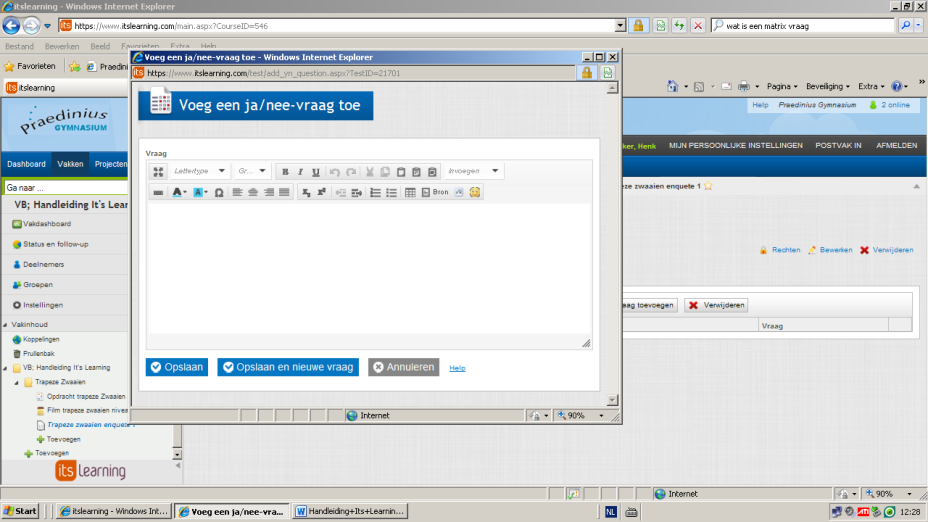 itslearning - Windows Internet Explorer
https://www.itslearning.com/main.aspx?CourseID=546
wat is een matrix vraag
Bestand Bewerken Beeld Favorieten Extra Help
Favorieten Praedini
itslearning
Pagina Beveiliging Extra
Praedinius
GYMNASIUM
Help Praedinius Gymnasium 2 online
ker, Henk MIJN PERSOONLIJKE INSTELLINGEN POSTVAK IN AFMELDEN
Dashboard Vakken Projecten
Ga naar ...
VB; Handleiding It's Lear
Vakdashboard
Status en follow-up
Deelnemers
Groepen
Instellingen
Vakinhoud
Koppelingen
Prullenbak
VB; Handleiding It's Learning
Trapeze Zwaaien
Opdracht trapeze Zwaaien
Film trapeze zwaaien nivea
Trapeze zwaaien enquete 1
Toevoegen
Toevoegen
its learning
Voeg een ja/nee-vraag toe - Windows Internet Explorer
https://www.itslearning.com/test/add_yn_question.aspx?TestID=21701
Voeg een ja/nee-vraag toe
Vraag
Lettertype Gr... B I U Invoegen
A A Ω x₂ x² Bron
Opslaan Opslaan en nieuwe vraag Annuleren Help
Internet 90%
eze zwaaien enquete 1
Rechten Bewerken Verwijderen
aag toevoegen Verwijderen
Vraag
Internet 90%
Start itslearning - Windows Int... Voeg een ja/nee-vra... Handleiding+Its+Learnin... NL ATI 12:28